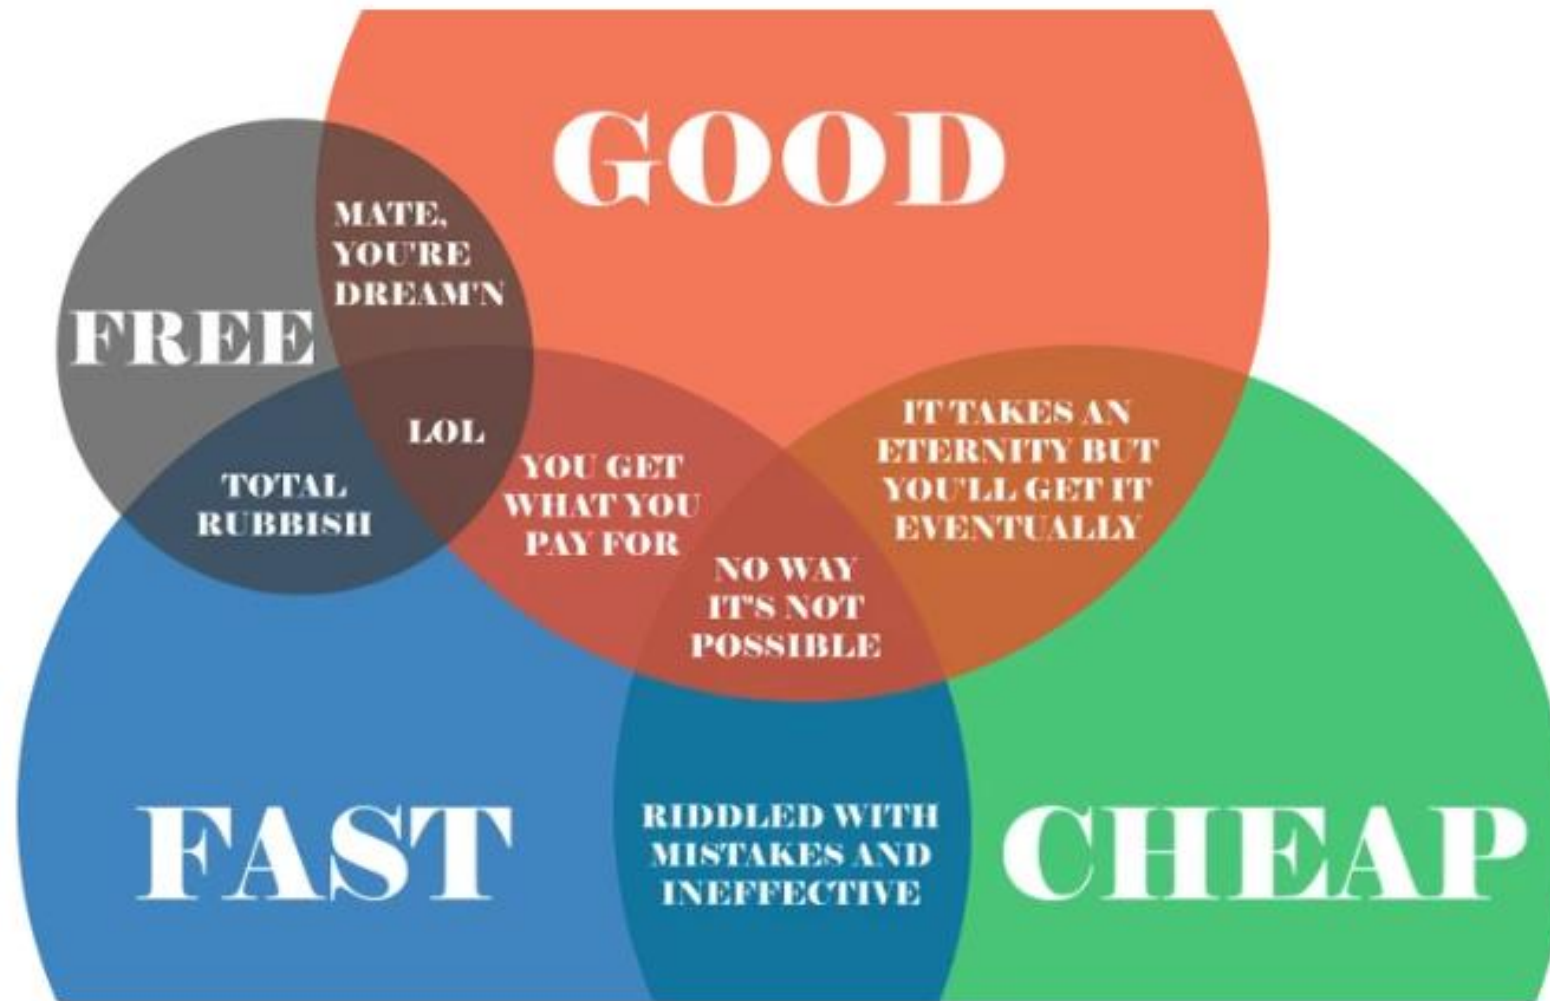 GOOD
MATE,
YOU'RE
DREAM'N
FREE
LOL
TOTAL
RUBBISH
YOU GET
WHAT YOU
PAY FOR
IT TAKES AN
ETERNITY BUT
YOU'LL GET IT
EVENTUALLY
NO WAY
IT'S NOT
POSSIBLE
FAST
RIDDLED WITH
MISTAKES AND
INEFFECTIVE
CHEAP